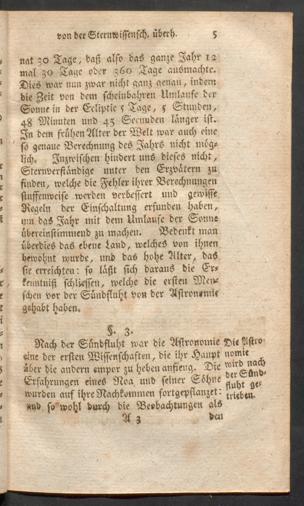 von der Sternwissensch. überh. 5
nat 30 Tage, daß also das ganze Jahr 12
mal 30 Tage oder 360 Tage ausmachte.
Dies war nun zwar nicht ganz genau, indem
die Zeit von dem scheinbahren Umlaufe der
Sonne in der Ecliptic 5 Tage, 5 Stunden,
48 Minuten und 45 Secunden länger ist.
In dem frühen Alter der Welt war auch eine
so genaue Berechnung des Jahrs nicht mög-
lich. Inzwischen hindert uns dieses nicht,
Sternverständige unter den Erzvätern zu
finden, welche die Fehler ihrer Berechnungen
stuffenweise werden verbessert und gewisse
Regeln der Einschaltung erfunden haben,
um das Jahr mit dem Umlaufe der Sonne
übereinstimmend zu machen. Bedenkt man
überdies das ebene Land, welches von ihnen
bewohnt wurde, und das hohe Alter, das
sie erreichten: so läßt sich daraus die Er-
kenntniß schliessen, welche die ersten Men-
schen vor der Sündfluht von der Astronomie
gehabt haben.
§. 3.
Nach der Sündfluht war die Astronomie
eine der ersten Wissenschaften, die ihr Haupt
über die andern empor zu heben anfieng. Die
Erfahrungen eines Noa und seiner Söhne
wurden auf ihre Nachkommen fortgepflanzet:
und so wohl durch die Beobachtungen als
A 3 den
Die Astro-
nomie
wird nach
der Sünd-
fluht ge-
trieben.